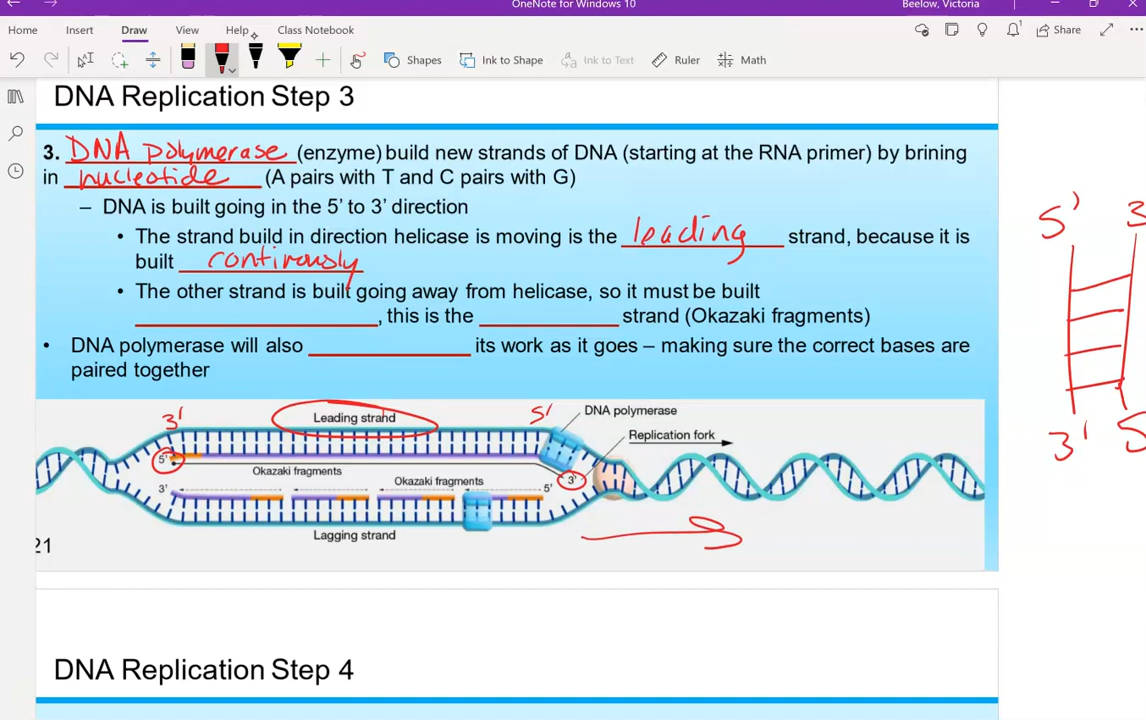 OneNote for Windows 10
Beelow, Victoria
Home Insert Draw View Help Class Notebook
Share
Shapes Ink to Shape Ink to Text Ruler Math
DNA Replication Step 3
3. DNA polymerase (enzyme) build new strands of DNA (starting at the RNA primer) by brining
in nucleotide (A pairs with T and C pairs with G)
– DNA is built going in the 5’ to 3’ direction
• The strand build in direction helicase is moving is the leading strand, because it is
built continously
• The other strand is built going away from helicase, so it must be built
, this is the strand (Okazaki fragments)
• DNA polymerase will also its work as it goes – making sure the correct bases are
paired together
5' 3
3' 5
3' Leading strand 5' DNA polymerase
Replication fork
5'
Okazaki fragments
3'
3' Okazaki fragments 5'
Lagging strand
21
DNA Replication Step 4